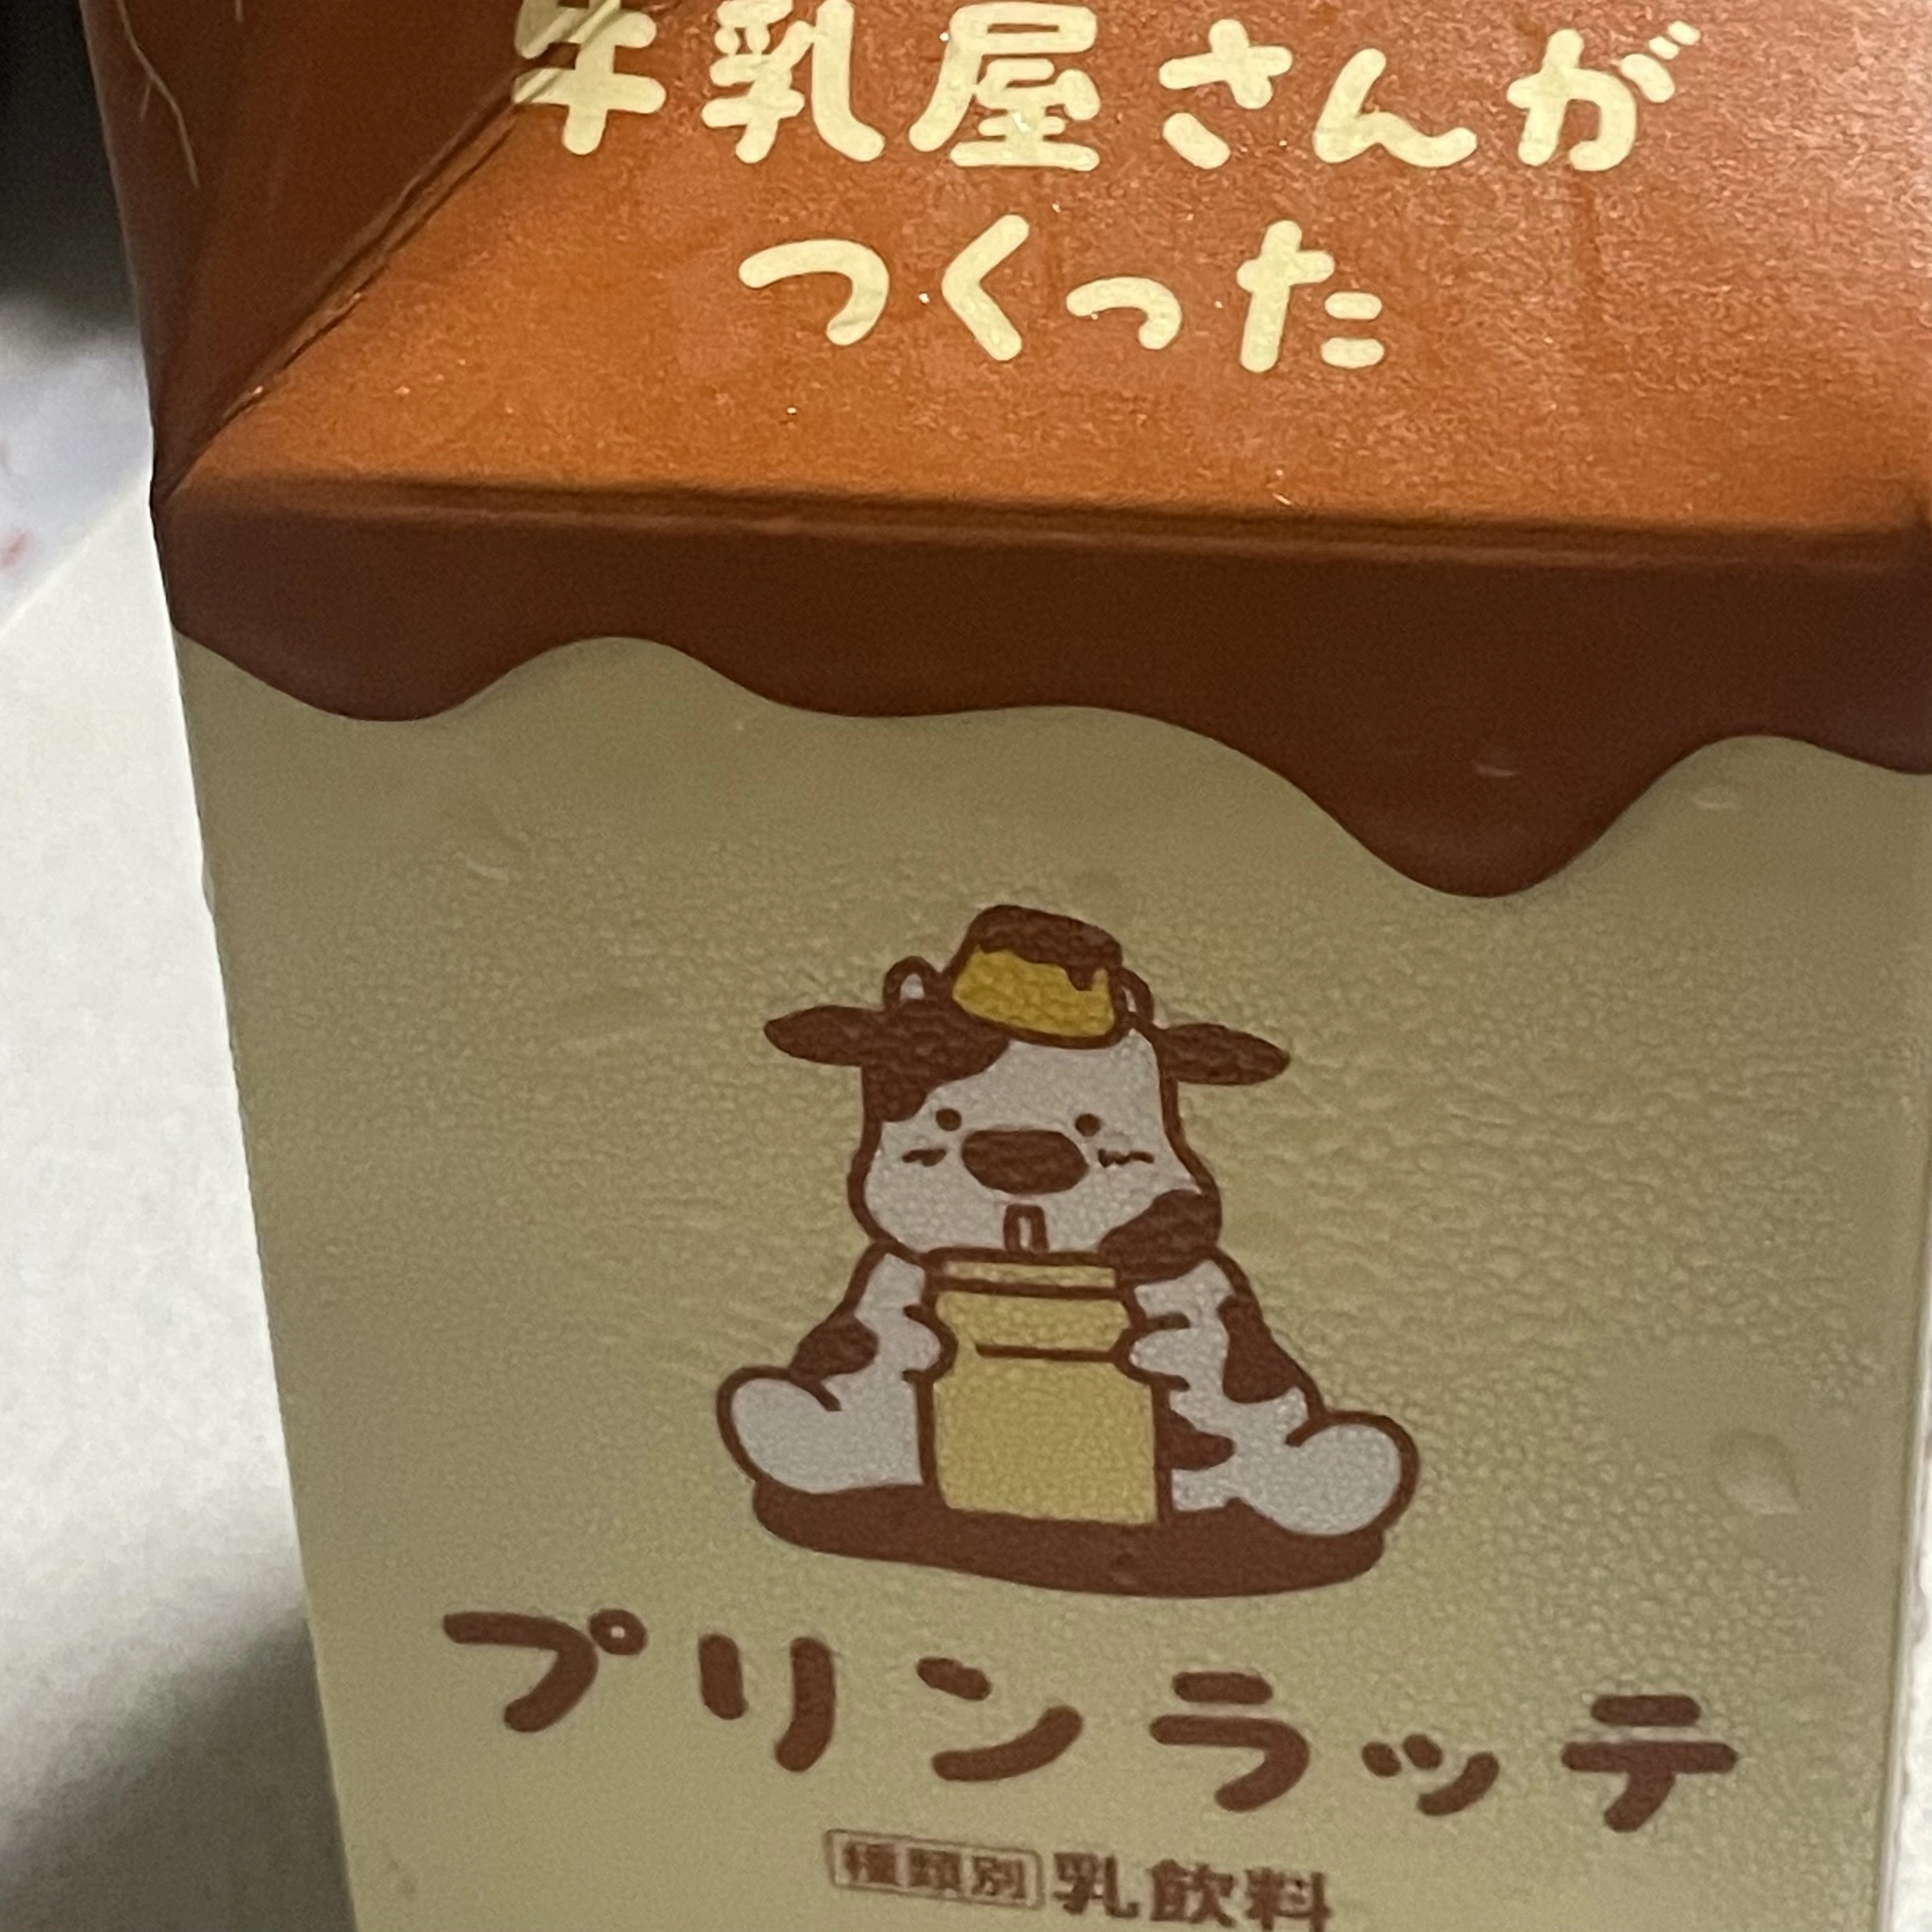 牛乳屋さんが
つくった
プリンラッテ
種類別 乳飲料